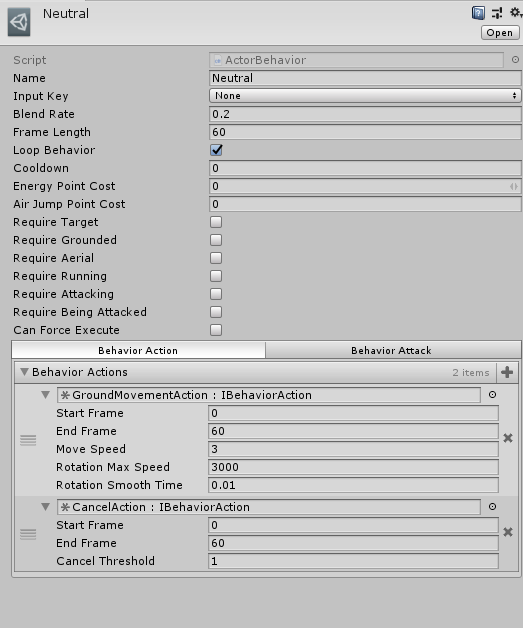 Neutral
Open
Script ActorBehavior
Name Neutral
Input Key None
Blend Rate 0.2
Frame Length 60
Loop Behavior
Cooldown 0
Energy Point Cost 0
Air Jump Point Cost 0
Require Target
Require Grounded
Require Aerial
Require Running
Require Attacking
Require Being Attacked
Can Force Execute
Behavior Action Behavior Attack
Behavior Actions 2 items
GroundMovementAction : IBehaviorAction
Start Frame 0
End Frame 60
Move Speed 3
Rotation Max Speed 3000
Rotation Smooth Time 0.01
CancelAction : IBehaviorAction
Start Frame 0
End Frame 60
Cancel Threshold 1